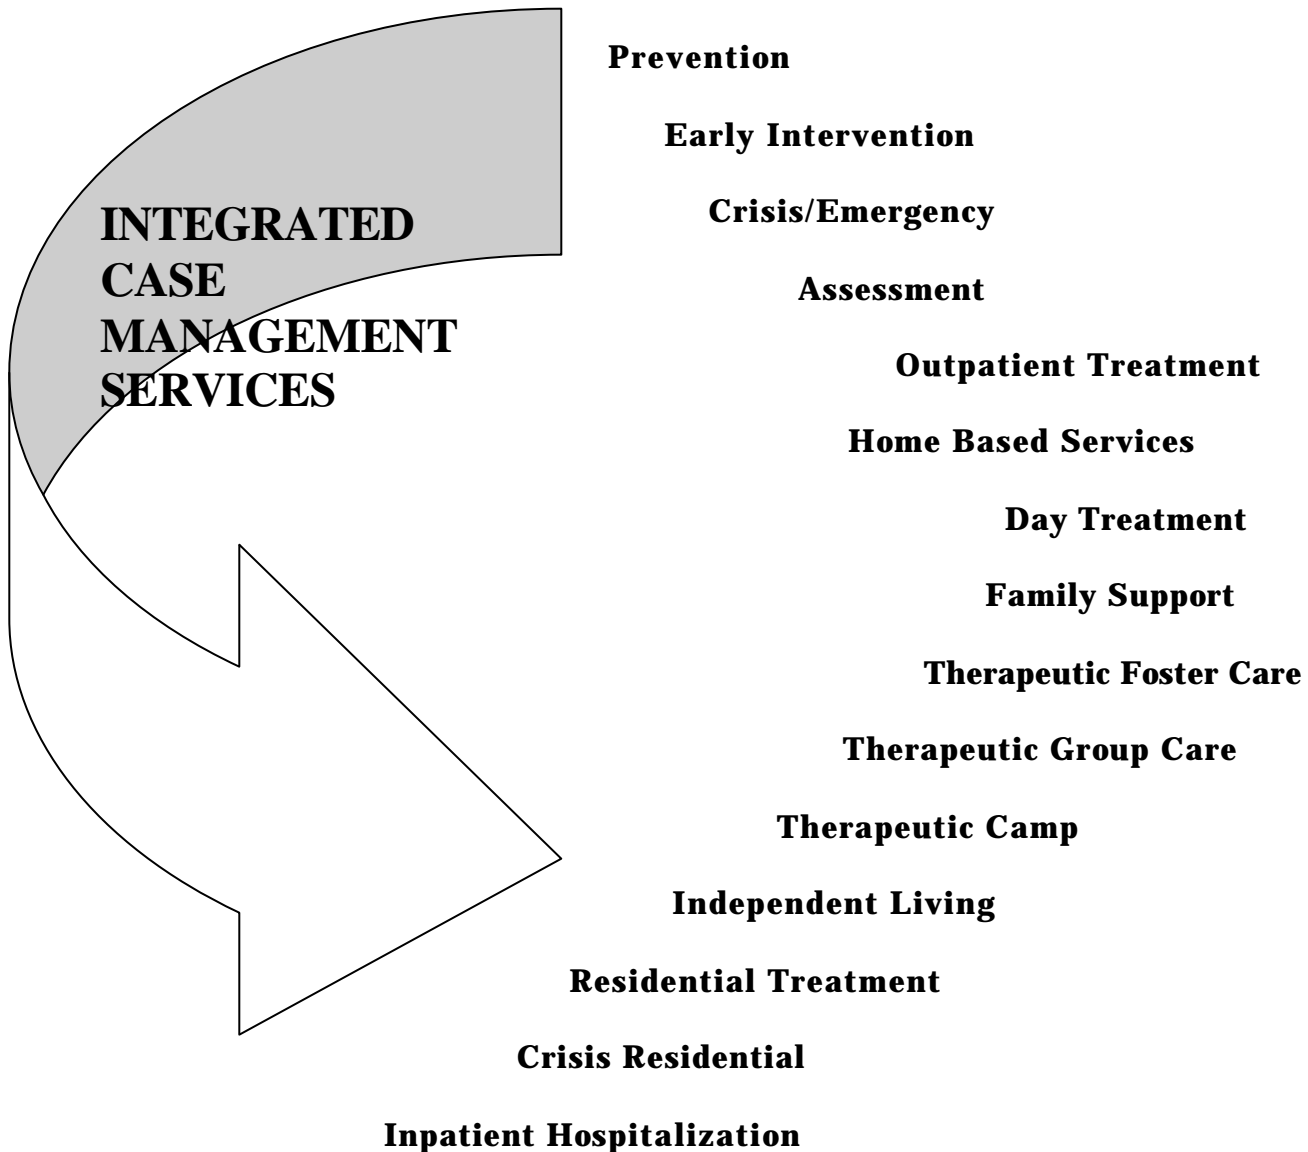 Prevention
Early Intervention
Crisis/Emergency
INTEGRATED
CASE
MANAGEMENT
SERVICES
Assessment
Outpatient Treatment
Home Based Services
Day Treatment
Family Support
Therapeutic Foster Care
Therapeutic Group Care
Therapeutic Camp
Independent Living
Residential Treatment
Crisis Residential
Inpatient Hospitalization